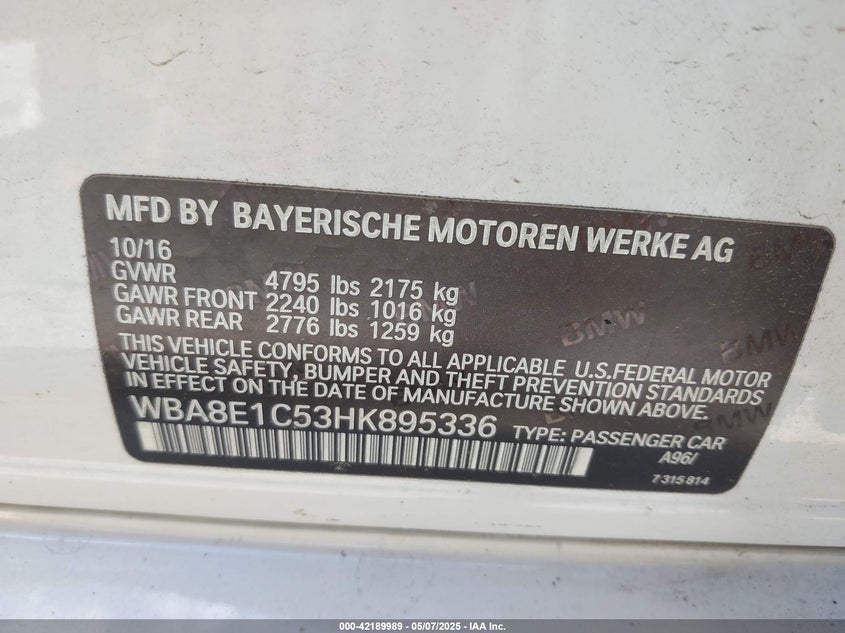 MFD BY BAYERISCHE MOTOREN WERKE AG
10/16
GVWR 4795 lbs 2175 kg
GAWR FRONT 2240 lbs 1016 kg
GAWR REAR 2776 lbs 1259 kg
THIS VEHICLE CONFORMS TO ALL APPLICABLE U.S.FEDERAL MOTOR
VEHICLE SAFETY, BUMPER AND THEFT PREVENTION STANDARDS
IN EFFECT ON THE DATE OF MANUFACTURE SHOWN ABOVE.
WBA8E1C53HK895336 TYPE: PASSENGER CAR
A96/
7 315 814
BMW
BMW
000-42189989 - 05/07/2025 - IAA Inc.